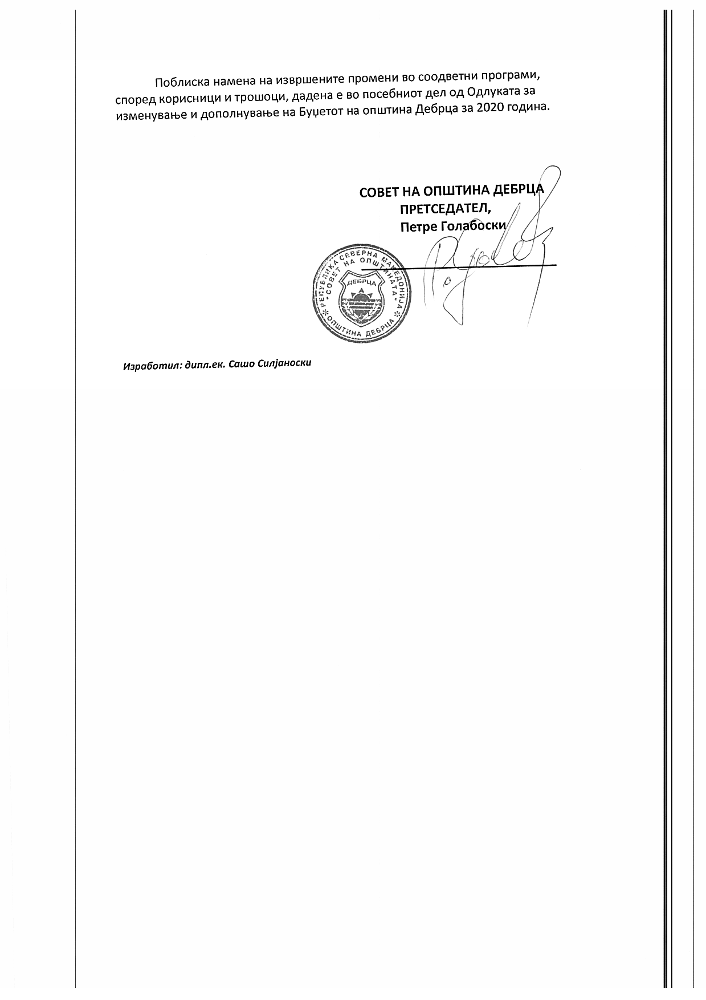 Поблиска намена на извршените промени во соодветни програми,
според корисници и трошоци, дадена е во посебниот дел од Одлуката за
изменување и дополнување на Буџетот на општина Дебрца за 2020 година.
СОВЕТ НА ОПШТИНА ДЕБРЦА
ПРЕТСЕДАТЕЛ,
Петре Голабоски
РЕПУБЛИКА СЕВЕРНА МАКЕДОНИЈА
"СОВЕТ НА ОПШТИНАТА"
ДЕБРЦА
* ОПШТИНА ДЕБРЦА *
Изработил: дипл.ек. Сашо Силјаноски